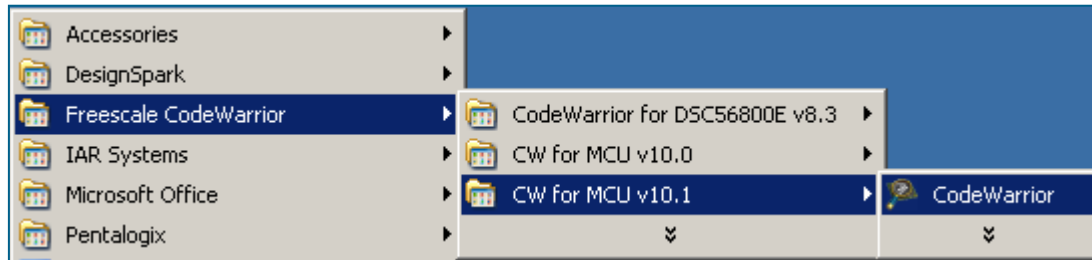 Accessories
DesignSpark
Freescale CodeWarrior
IAR Systems
Microsoft Office
Pentalogix
CodeWarrior for DSC56800E v8.3
CW for MCU v10.0
CW for MCU v10.1
CodeWarrior